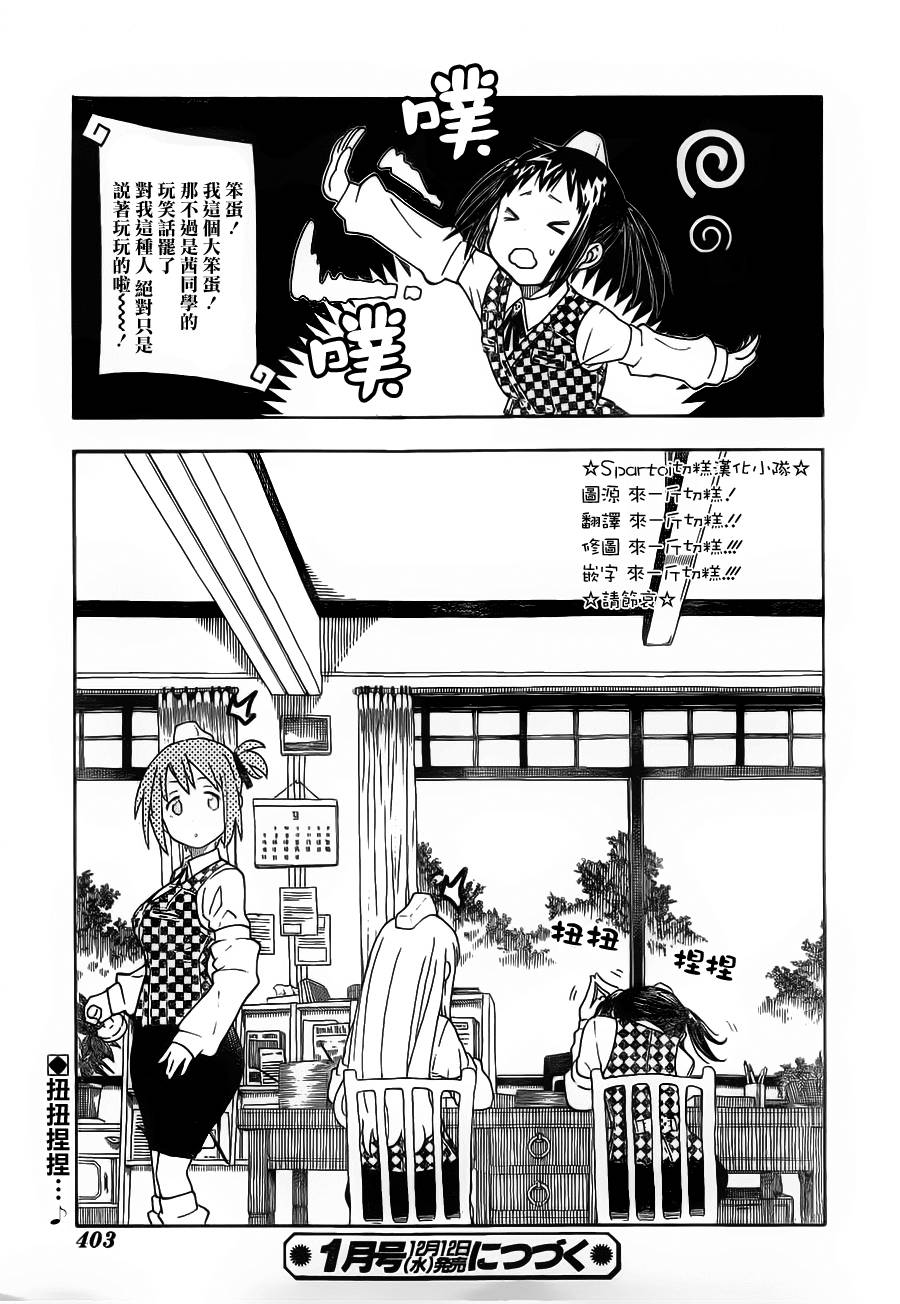 噗
笨蛋！
我這個大笨蛋！
那不過是茜同學的
玩笑話罷了
對我這種人 絕對只是
說著玩玩的啦~~~！
噗
☆Spartoi切糕漢化小隊☆
圖源 來一斤切糕！
翻譯 來一斤切糕！！
修圖 來一斤切糕！！！
嵌字 來一斤切糕！！！
☆請節哀☆
9
扭扭
捏捏
◆扭扭捏捏…♪
403
1月号12月12日(水)発売につづく